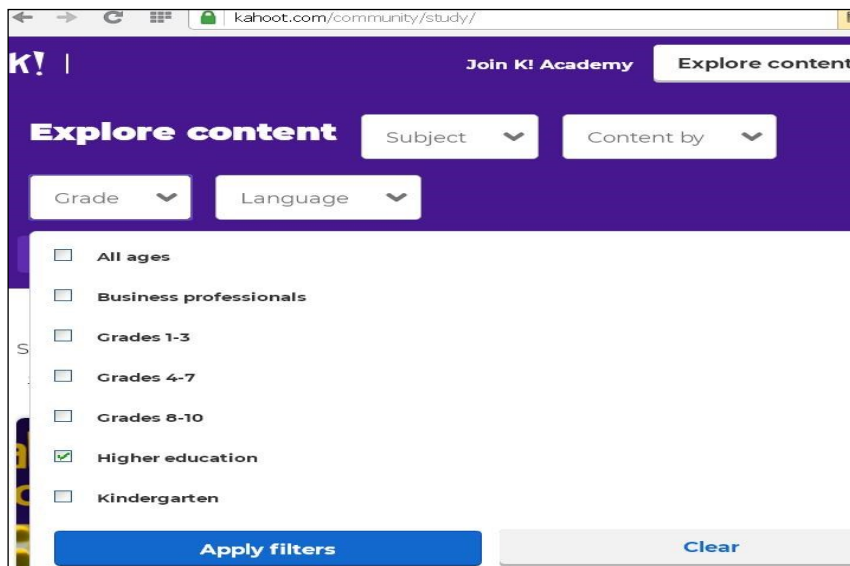 kahoot.com/community/study/
K! |
Join K! Academy
Explore content
Explore content
Subject
Content by
Grade
Language
All ages
Business professionals
Grades 1-3
S
Grades 4-7
Grades 8-10
Higher education
Kindergarten
Apply filters
Clear